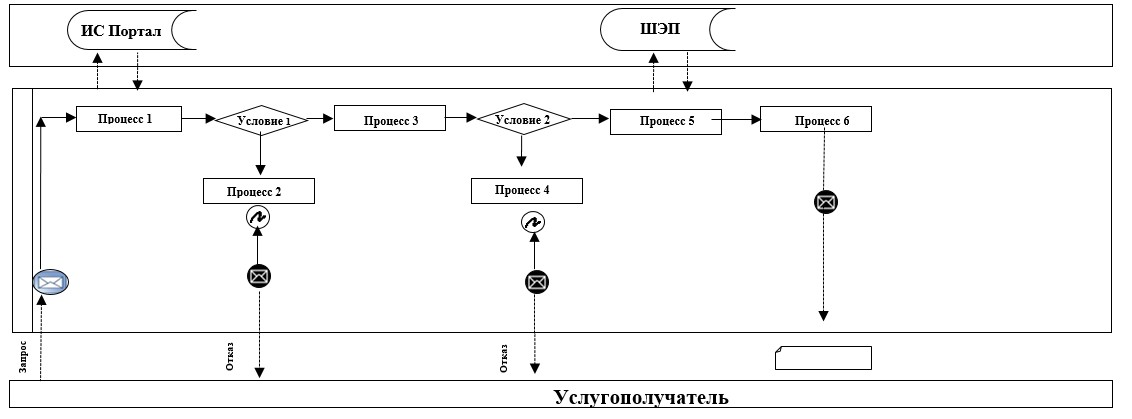 ИС Портал
ШЭП
Процесс 1
Условие 1
Процесс 3
Условие 2
Процесс 5
Процесс 6
Процесс 2
Процесс 4
Запрос
Отказ
Отказ
Услугополучатель